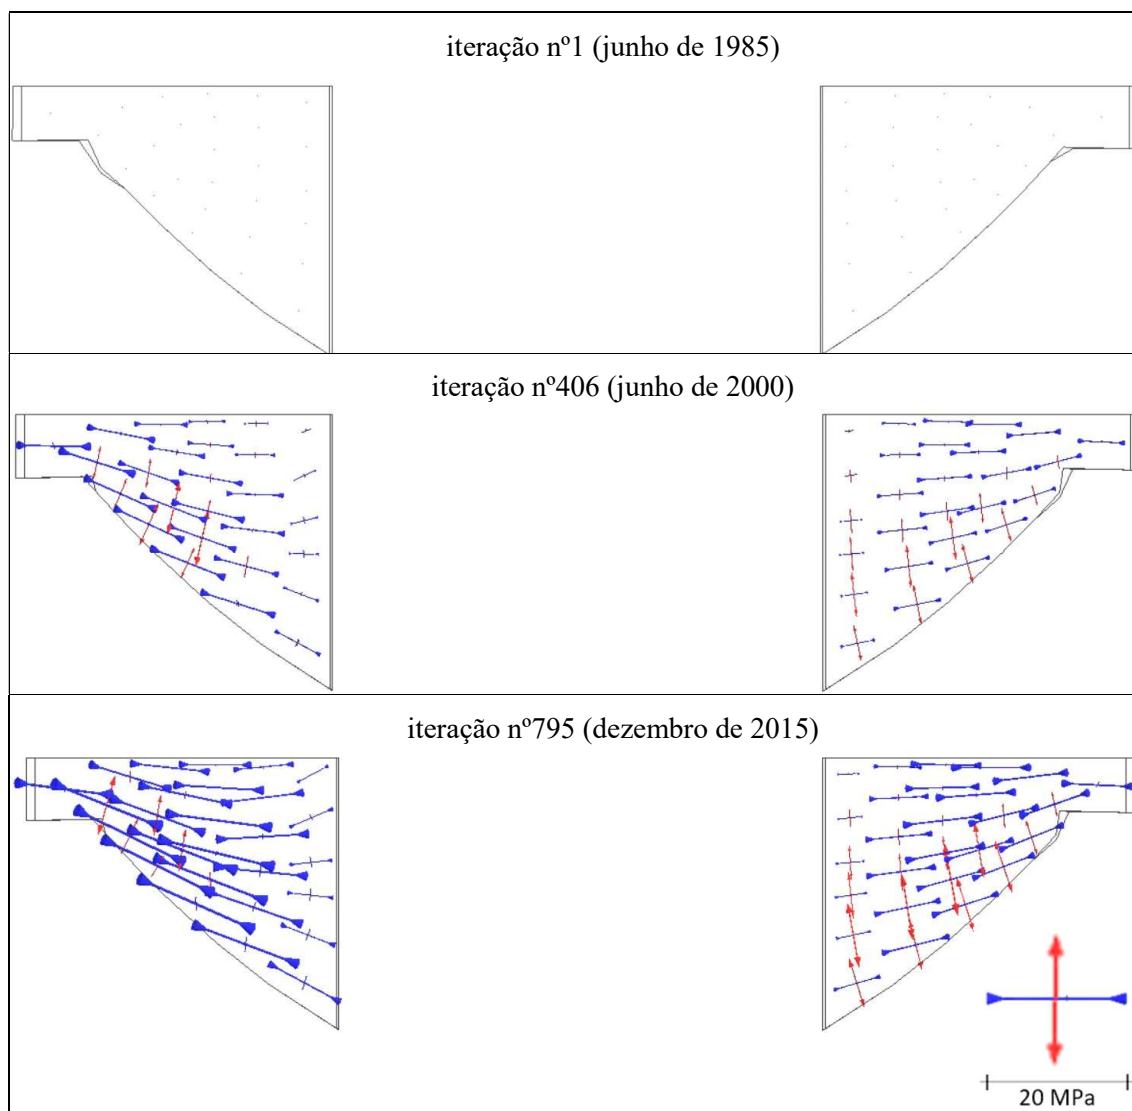 iteração nº1 (junho de 1985)
iteração nº406 (junho de 2000)
iteração nº795 (dezembro de 2015)
20 MPa